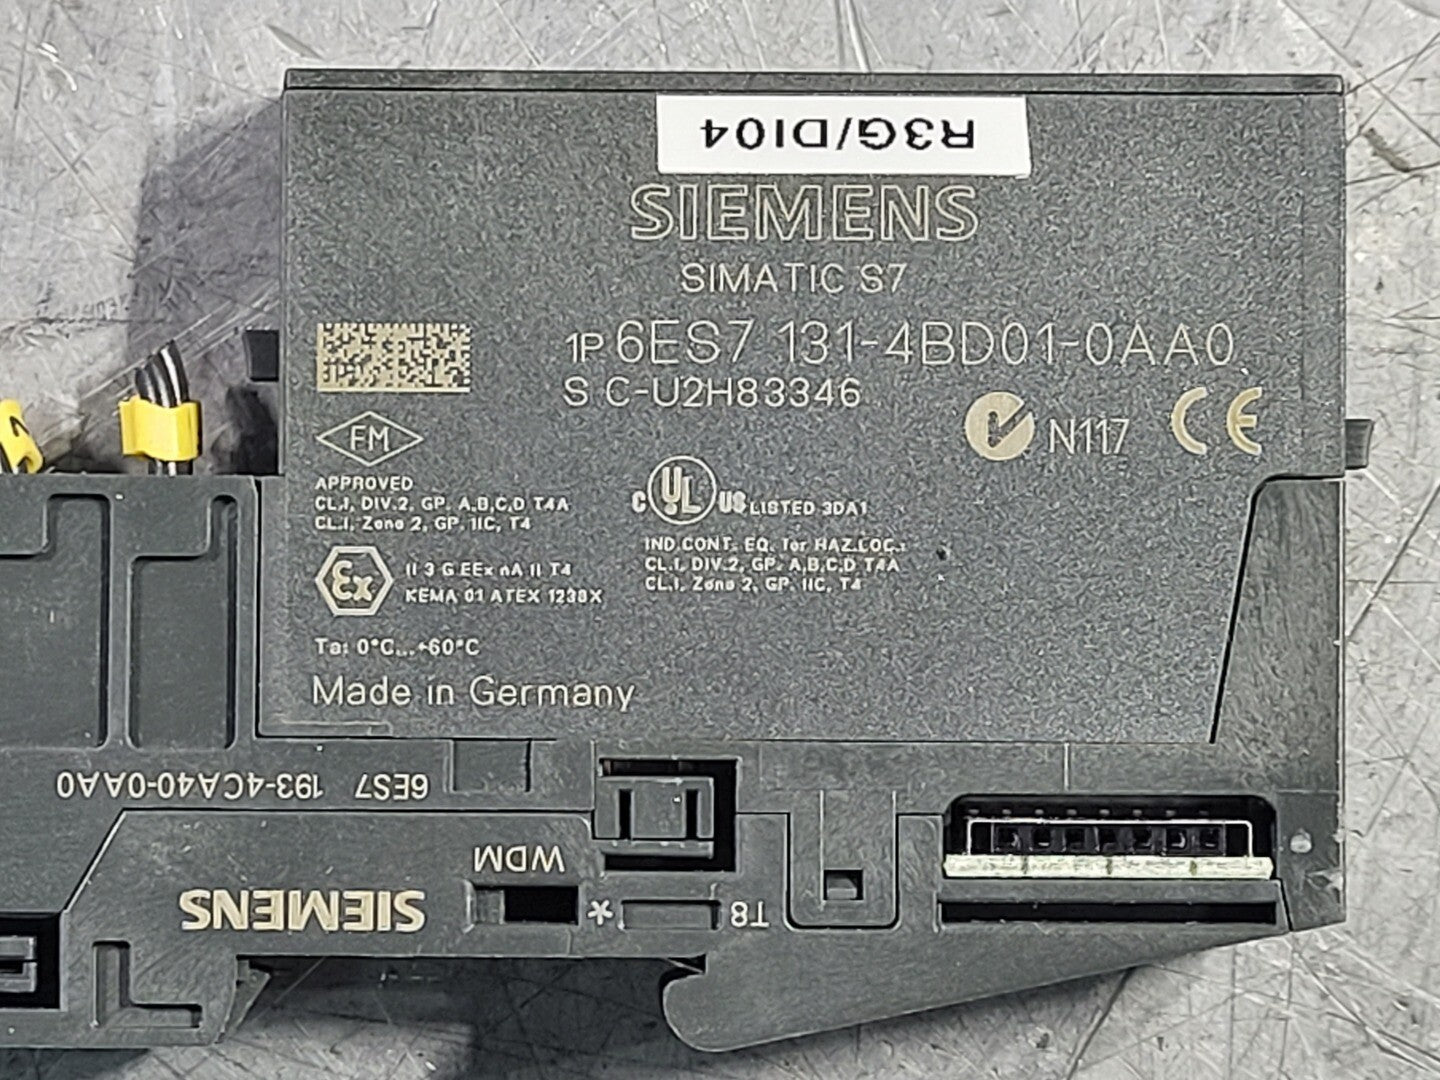 R3G/DI04
SIEMENS
SIMATIC S7
1P 6ES7 131-4BD01-0AA0
S C-U2H83346
FM
N117 CE
APPROVED
CL.I, DIV.2, GP. A,B,C,D T4A
CL.I, Zone 2, GP. IIC, T4
C UL US LISTED 3DA1
IND.CONT. EQ. for HAZ.LOC.:
CL.I, DIV.2, GP. A,B,C,D T4A
CL.I, Zone 2, GP. IIC, T4
Ex II 3 G EEx nA II T4
KEMA 01 ATEX 1238X
Ta: 0°C...+60°C
Made in Germany
6ES7 193-4CA40-0AA0
WDM
SIEMENS
T8 *